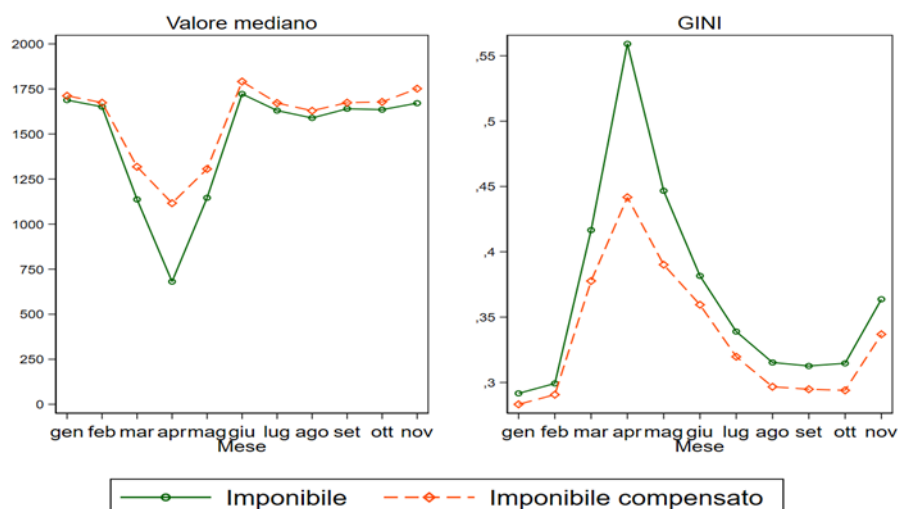 Valore mediano
2000
1750
1500
1250
1000
750
500
250
0
gen feb mar apr mag giu lug ago set ott nov
Mese
GINI
,55
,5
,45
,4
,35
,3
gen feb mar apr mag giu lug ago set ott nov
Mese
Imponibile
Imponibile compensato